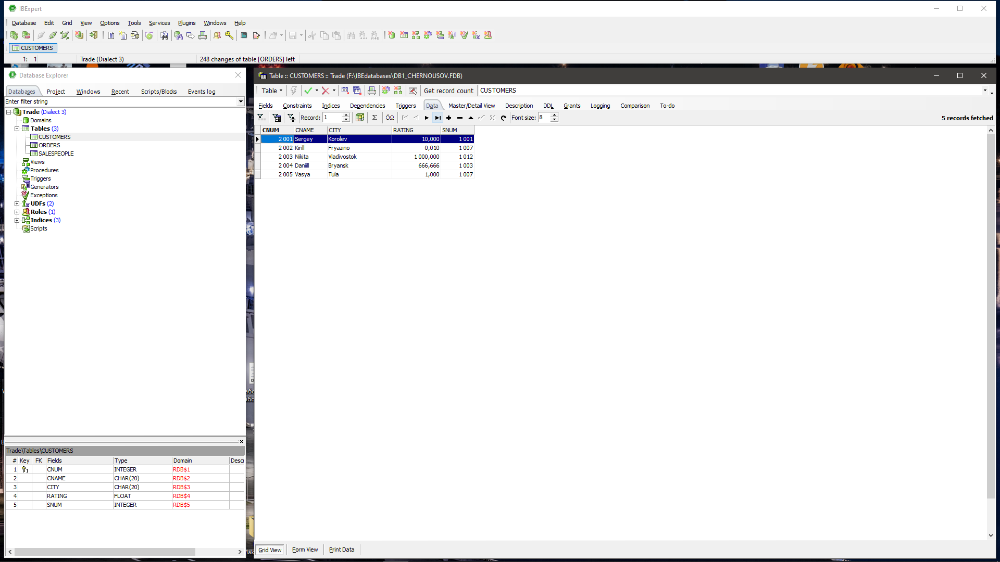 IBExpert
Database Edit Grid View Options Tools Services Plugins Windows Help
CUSTOMERS
1: 1 Trade (Dialect 3) 248 changes of table [ORDERS] left
Database Explorer
Databases Project Windows Recent Scripts/Blocks Events log
Enter filter string
Trade (Dialect 3)
Domains
Tables (3)
CUSTOMERS
ORDERS
SALESPEOPLE
Views
Procedures
Triggers
Generators
Exceptions
UDFs (2)
Roles (1)
Indices (3)
Scripts
Trade\Tables\CUSTOMERS
# Key FK Fields Type Domain Descr
1 1 CNUM INTEGER RDB$1
2 CNAME CHAR(20) RDB$2
3 CITY CHAR(20) RDB$3
4 RATING FLOAT RDB$4
5 SNUM INTEGER RDB$5
Table :: CUSTOMERS :: Trade (F:\IBEdatabases\DB1_CHERNOUSOV.FDB)
Table Get record count CUSTOMERS
Fields Constraints Indices Dependencies Triggers Data Master/Detail View Description DDL Grants Logging Comparison To-do
Record: 1 Σ ÖΩ Font size: 8 5 records fetched
CNUM CNAME CITY RATING SNUM
2 001 Sergey Korolev 10,000 1 001
2 002 Kirill Fryazino 0,010 1 007
2 003 Nikita Vladivostok 1 000,000 1 012
2 004 Daniill Bryansk 666,666 1 003
2 005 Vasya Tula 1,000 1 007
Grid View Form View Print Data